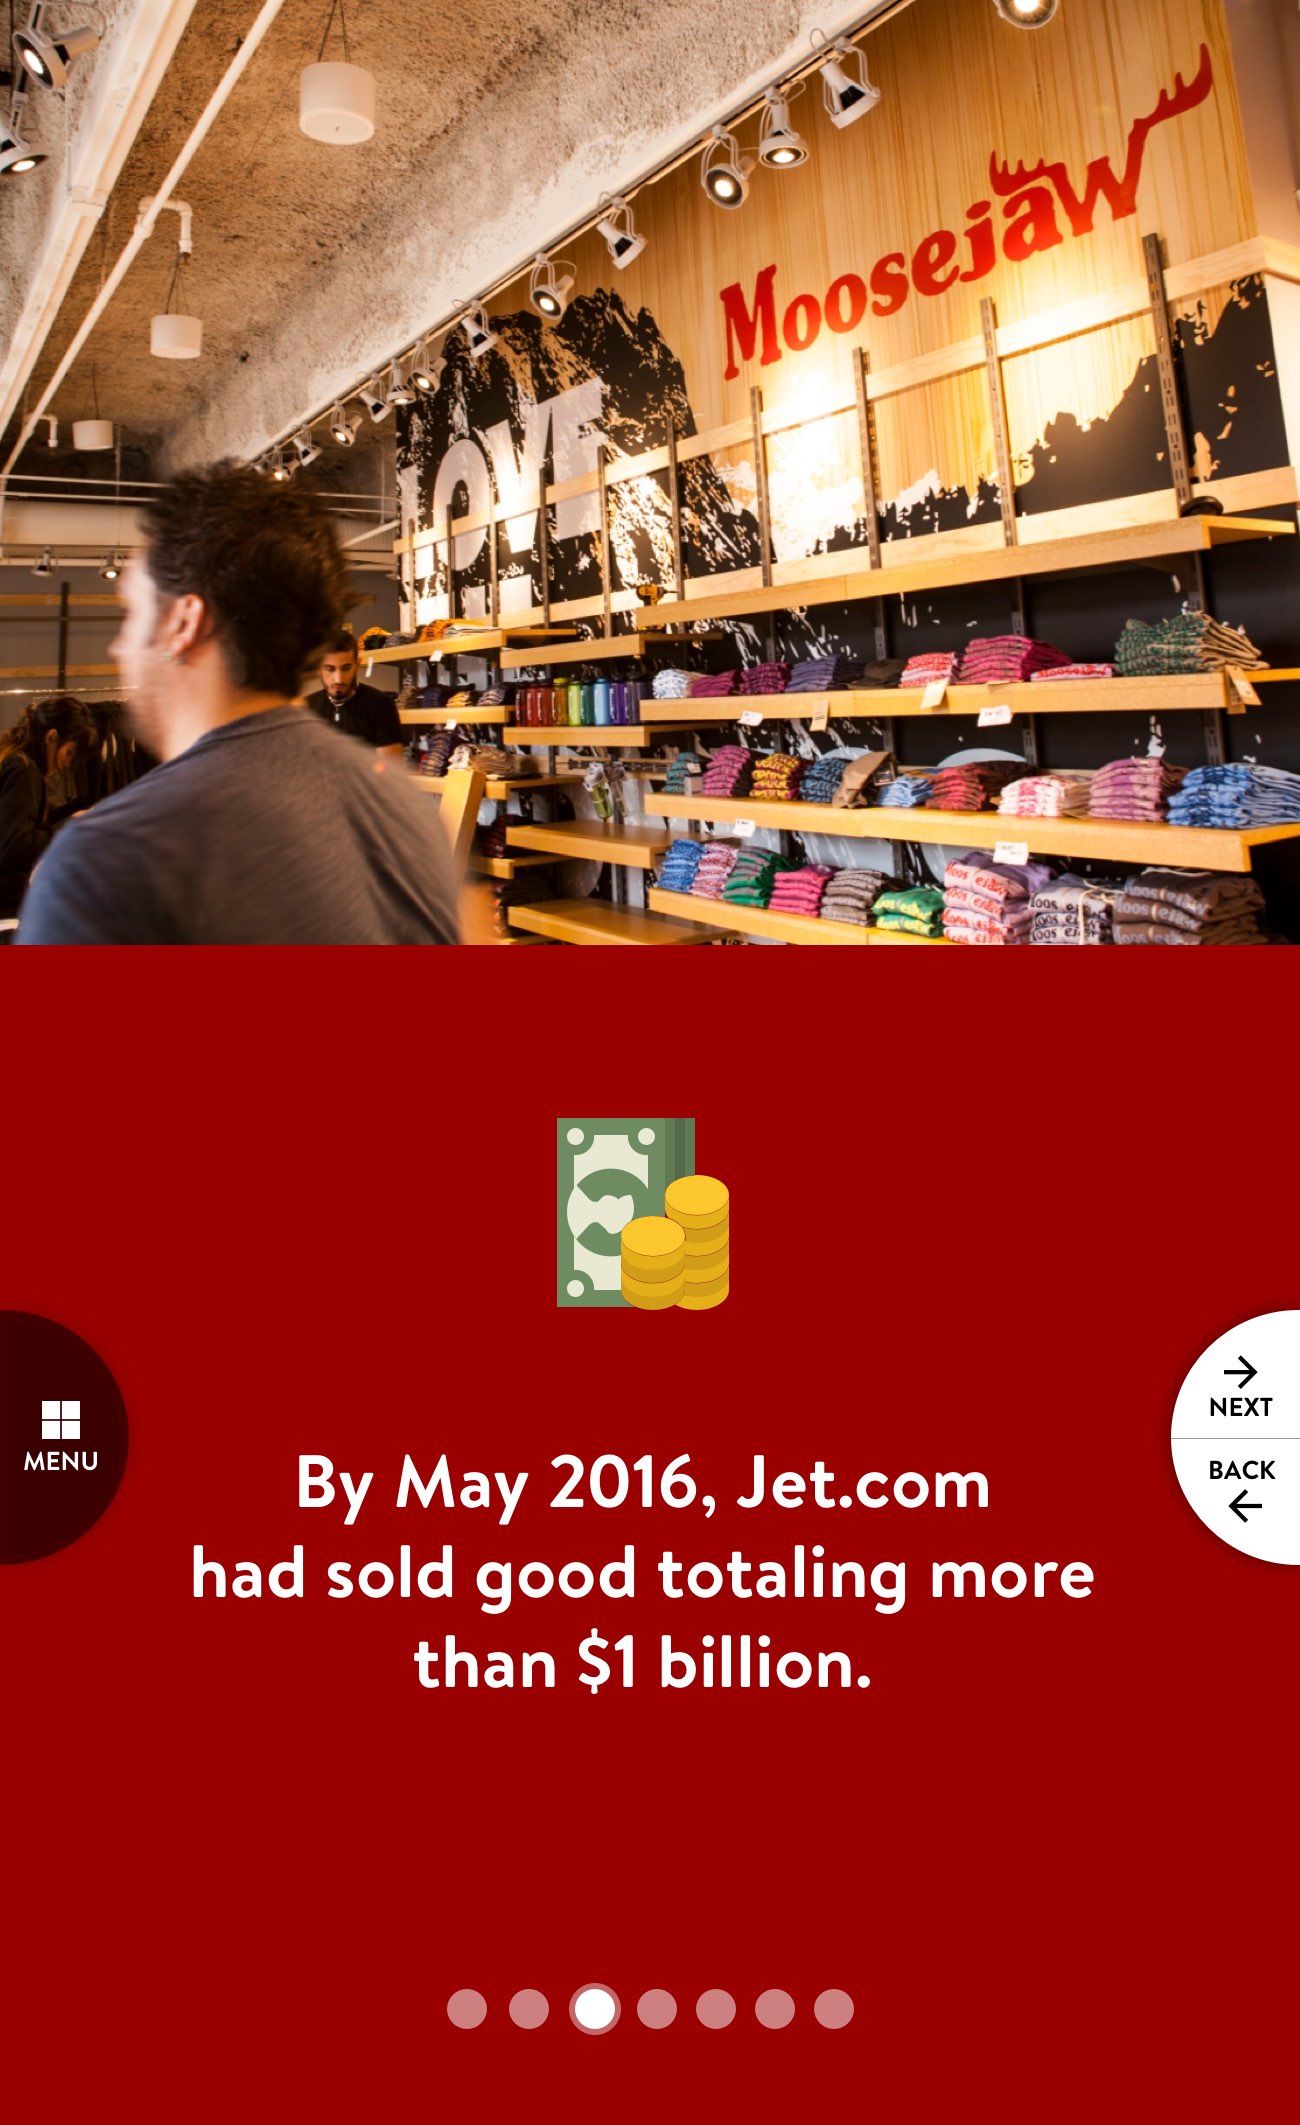 Moosejaw
LOVE
MENU
NEXT
BACK
By May 2016, Jet.com
had sold good totaling more
than $1 billion.